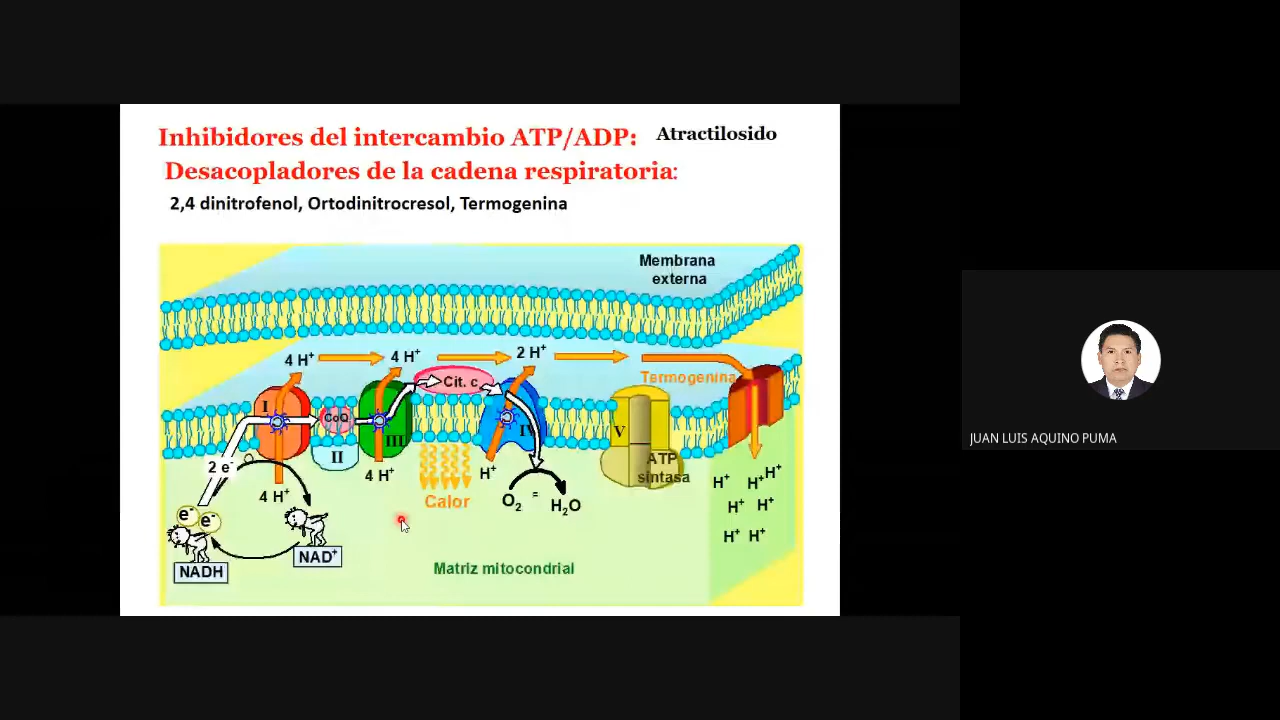 Inhibidores del intercambio ATP/ADP: Atractilosido
Desacopladores de la cadena respiratoria:
2,4 dinitrofenol, Ortodinitrocresol, Termogenina
Membrana
externa
4 H⁺
4 H⁺
2 H⁺
Termogenina
Cit. c
I
CoQ
II
III
IV
V
ATP
sintasa
2 e⁻
4 H⁺
4 H⁺
Calor
H⁺
O₂
=
H₂O
H⁺ H⁺ H⁺
H⁺ H⁺
H⁺ H⁺
e⁻ e⁻
NADH
NAD⁺
Matriz mitocondrial
JUAN LUIS AQUINO PUMA